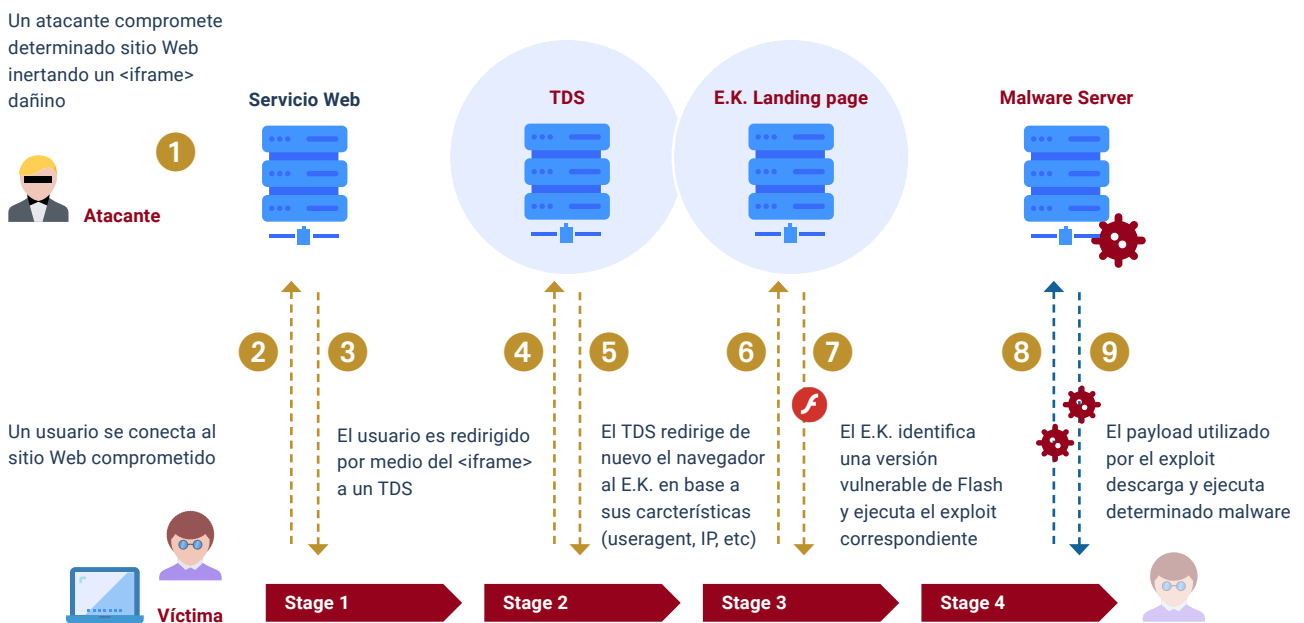 Un atacante compromete
determinado sitio Web
inertando un <iframe>
dañino
Atacante
1
Servicio Web
TDS
E.K. Landing page
Malware Server
2
3
4
5
6
7
8
9
Un usuario se conecta al
sitio Web comprometido
El usuario es redirigido
por medio del <iframe>
a un TDS
El TDS redirige de
nuevo el navegador
al E.K. en base a
sus carcterísticas
(useragent, IP, etc)
El E.K. identifica
una versión
vulnerable de Flash
y ejecuta el exploit
correspondiente
El payload utilizado
por el exploit
descarga y ejecuta
determinado malware
Víctima
Stage 1
Stage 2
Stage 3
Stage 4